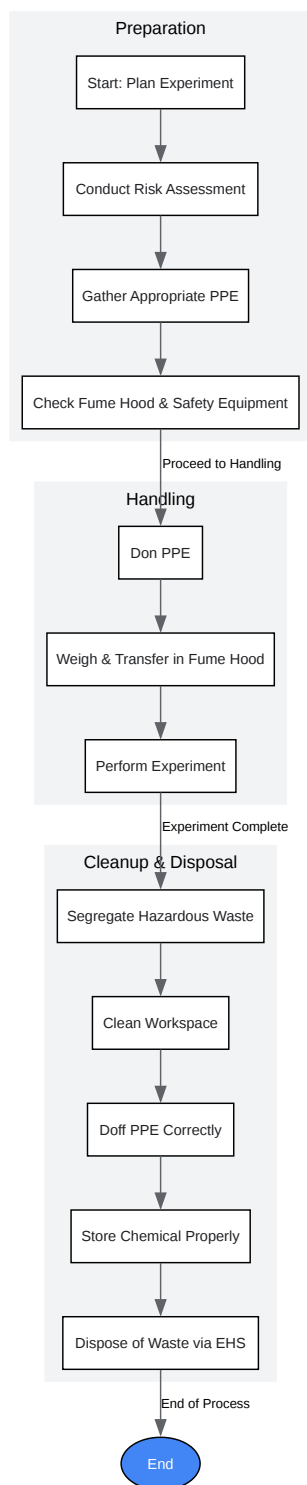 Preparation
Start: Plan Experiment
Conduct Risk Assessment
Gather Appropriate PPE
Check Fume Hood & Safety Equipment
Proceed to Handling
Handling
Don PPE
Weigh & Transfer in Fume Hood
Perform Experiment
Experiment Complete
Cleanup & Disposal
Segregate Hazardous Waste
Clean Workspace
Doff PPE Correctly
Store Chemical Properly
Dispose of Waste via EHS
End of Process
End